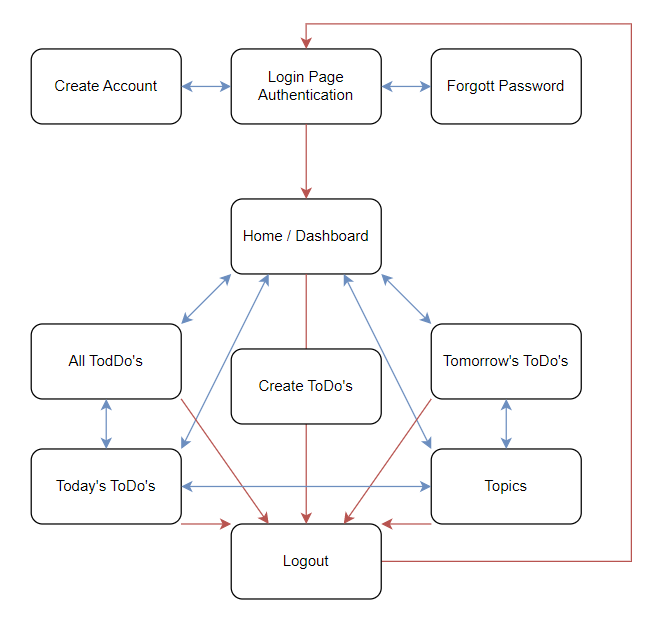 Create Account
Login Page
Authentication
Forgott Password
Home / Dashboard
All TodDo's
Create ToDo's
Tomorrow's ToDo's
Today's ToDo's
Topics
Logout